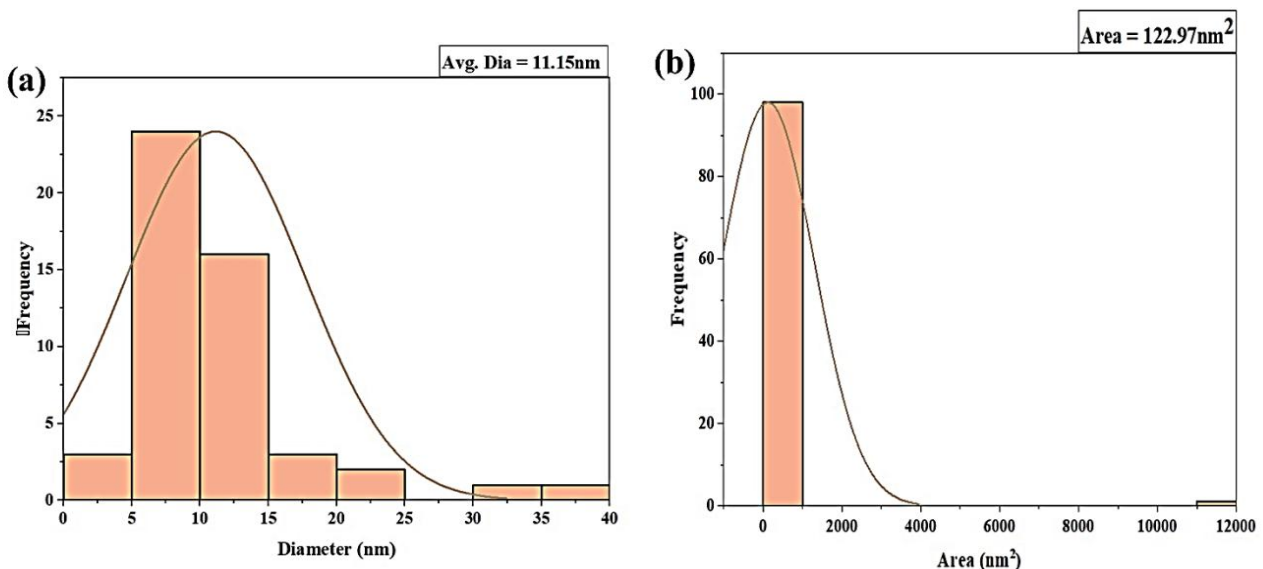 (a)
Avg. Dia = 11.15nm
25
20
15
10
5
0
Frequency
0 5 10 15 20 25 30 35 40
Diameter (nm)
(b)
Area = 122.97nm²
100
80
60
40
20
0
Frequency
0 2000 4000 6000 8000 10000 12000
Area (nm²)